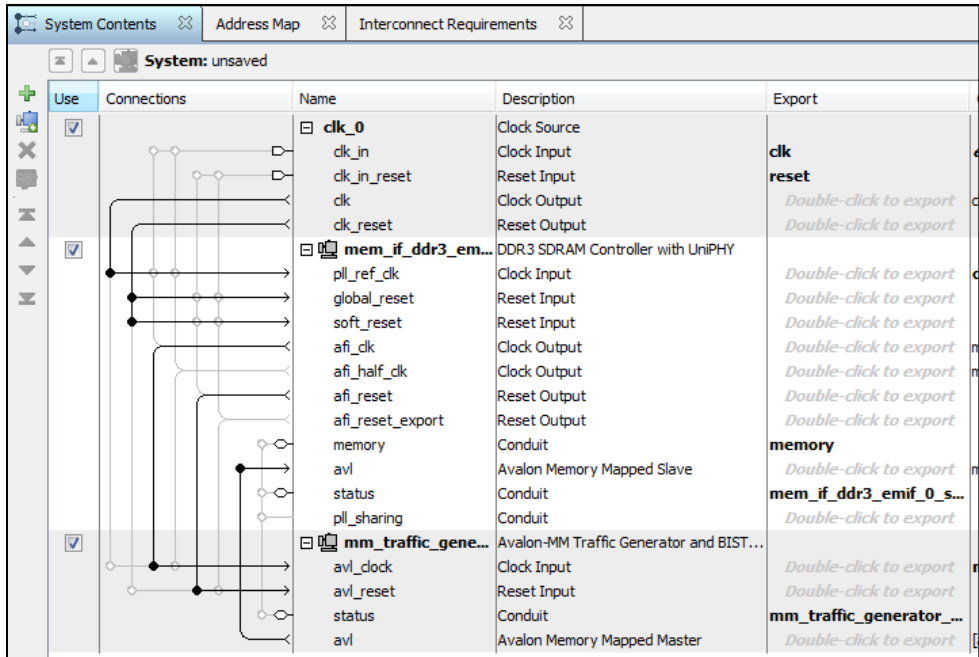 System Contents Address Map Interconnect Requirements
System: unsaved
Use Connections Name Description Export
clk_0 Clock Source
clk_in Clock Input clk
clk_in_reset Reset Input reset
clk Clock Output Double-click to export
clk_reset Reset Output Double-click to export
mem_if_ddr3_em... DDR3 SDRAM Controller with UniPHY
pll_ref_clk Clock Input Double-click to export
global_reset Reset Input Double-click to export
soft_reset Reset Input Double-click to export
afi_clk Clock Output Double-click to export
afi_half_clk Clock Output Double-click to export
afi_reset Reset Output Double-click to export
afi_reset_export Reset Output Double-click to export
memory Conduit memory
avl Avalon Memory Mapped Slave Double-click to export
status Conduit mem_if_ddr3_emif_0_s...
pll_sharing Conduit Double-click to export
mm_traffic_gene... Avalon-MM Traffic Generator and BIST...
avl_clock Clock Input Double-click to export
avl_reset Reset Input Double-click to export
status Conduit mm_traffic_generator_...
avl Avalon Memory Mapped Master Double-click to export